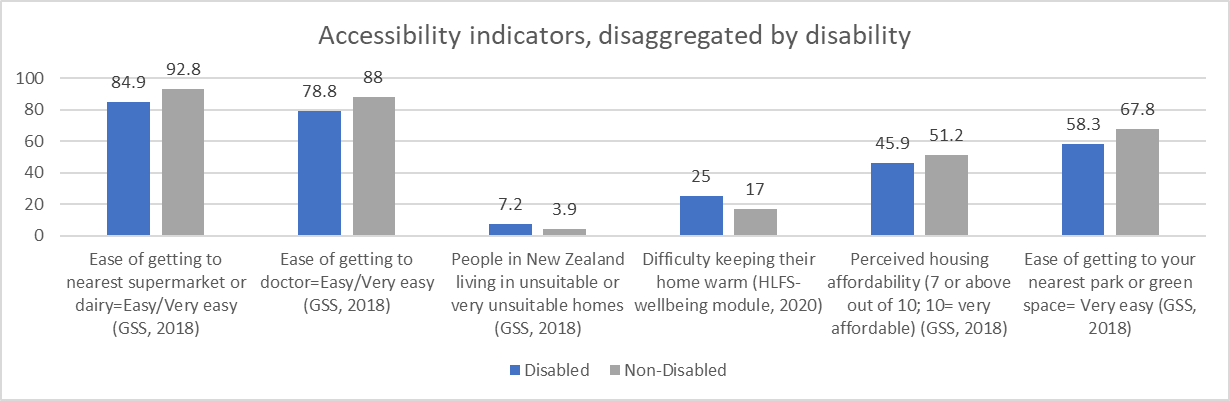 Accessibility indicators, disaggregated by disability
100
80
60
40
20
0
84.9
92.8
78.8
88
7.2
3.9
25
17
45.9
51.2
58.3
67.8
Ease of getting to
nearest supermarket or
dairy=Easy/Very easy
(GSS, 2018)
Ease of getting to
doctor=Easy/Very easy
(GSS, 2018)
People in New Zealand
living in unsuitable or
very unsuitable homes
(GSS, 2018)
Difficulty keeping their
home warm (HLFS-
wellbeing module, 2020)
Perceived housing
affordability (7 or above
out of 10; 10= very
affordable) (GSS, 2018)
Ease of getting to your
nearest park or green
space= Very easy (GSS,
2018)
Disabled
Non-Disabled